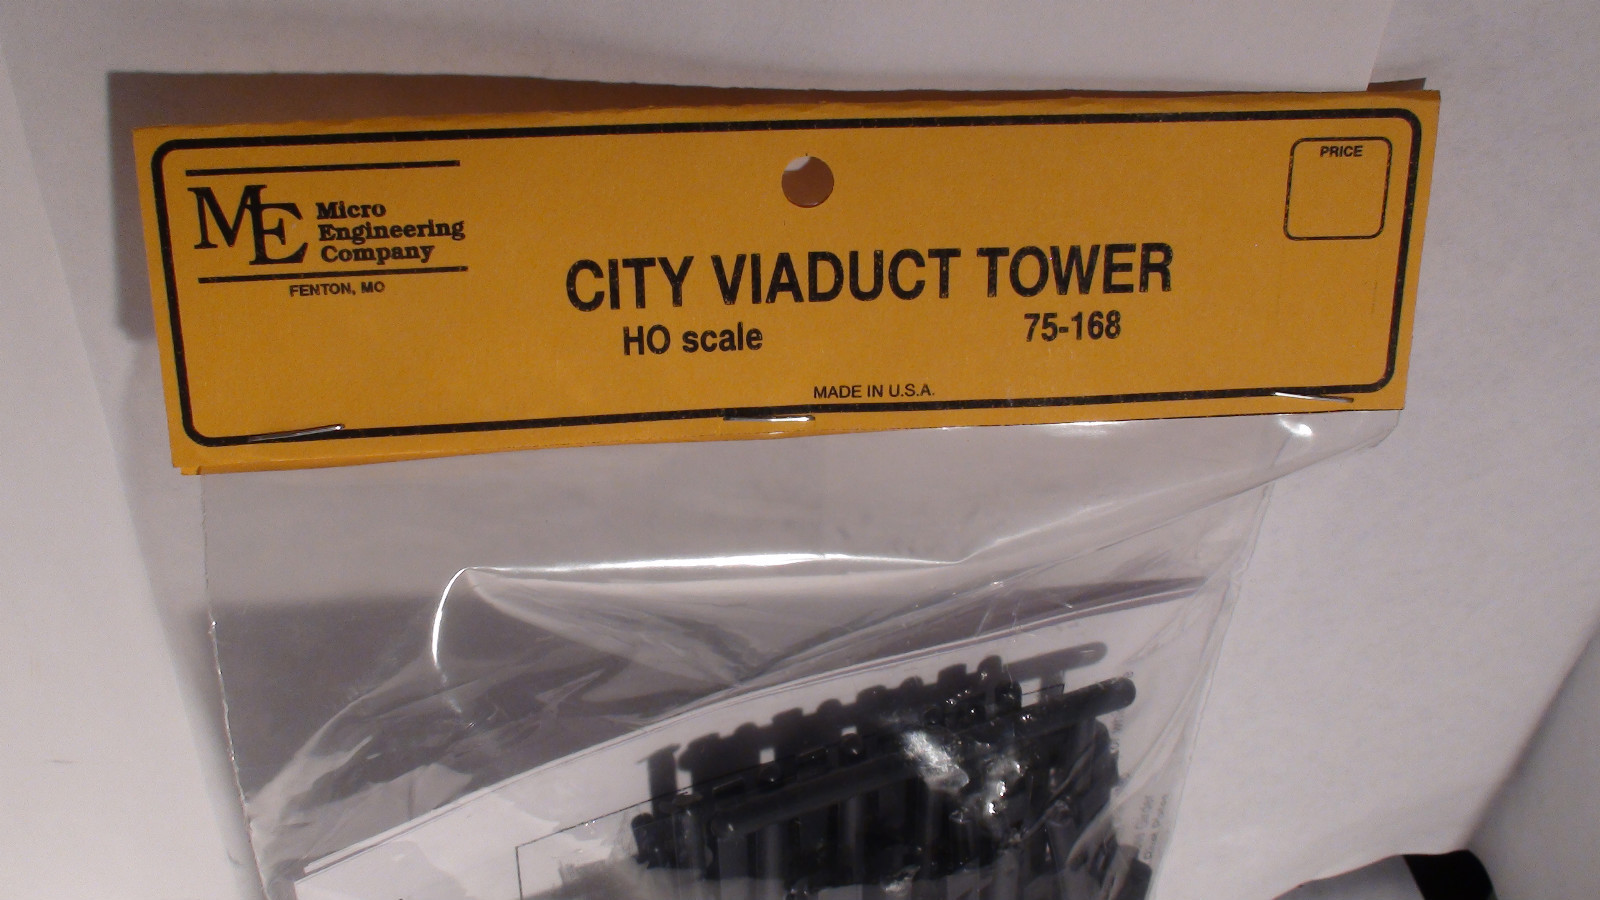 ME
Micro
Engineering
Company
FENTON, MO
PRICE
CITY VIADUCT TOWER
HO scale 75-168
MADE IN U.S.A.